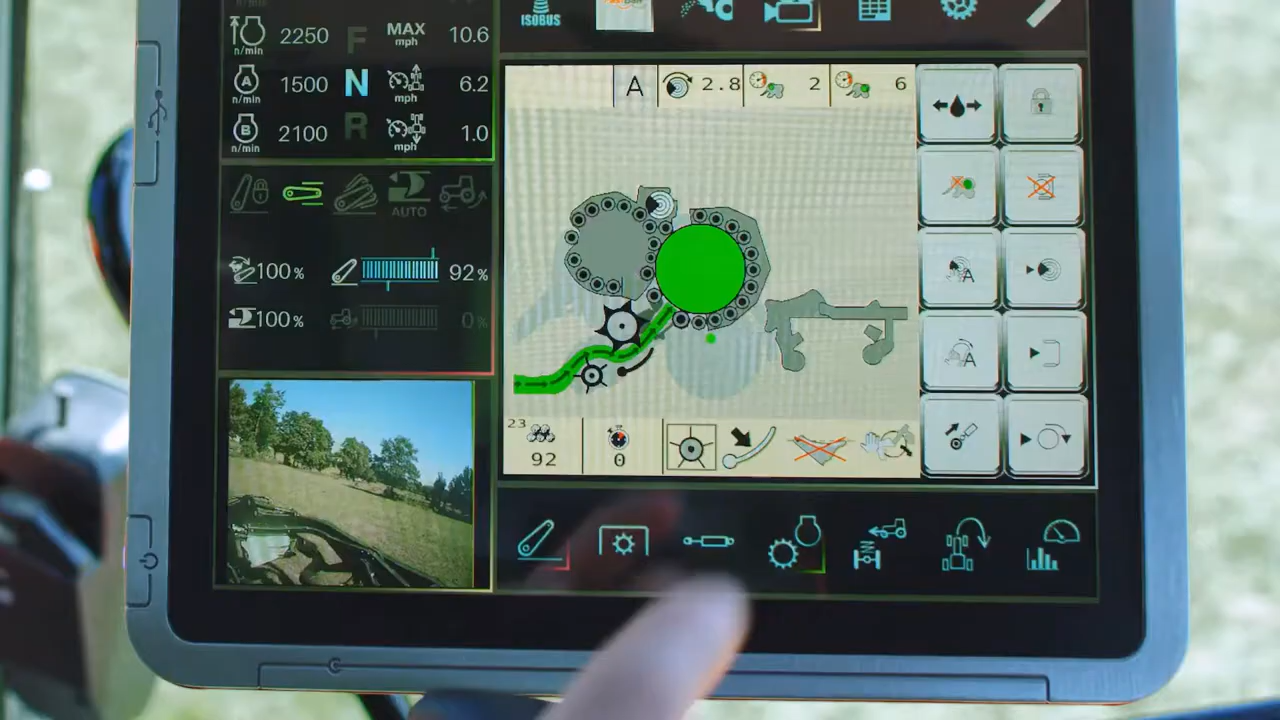 ISOBUS
n/min 2250 F MAX mph 10.6
A n/min 1500 N mph 6.2
B n/min 2100 R mph 1.0
AUTO
100% 92%
100% 0%
A 2.8 2 6
A
A
23
92 0